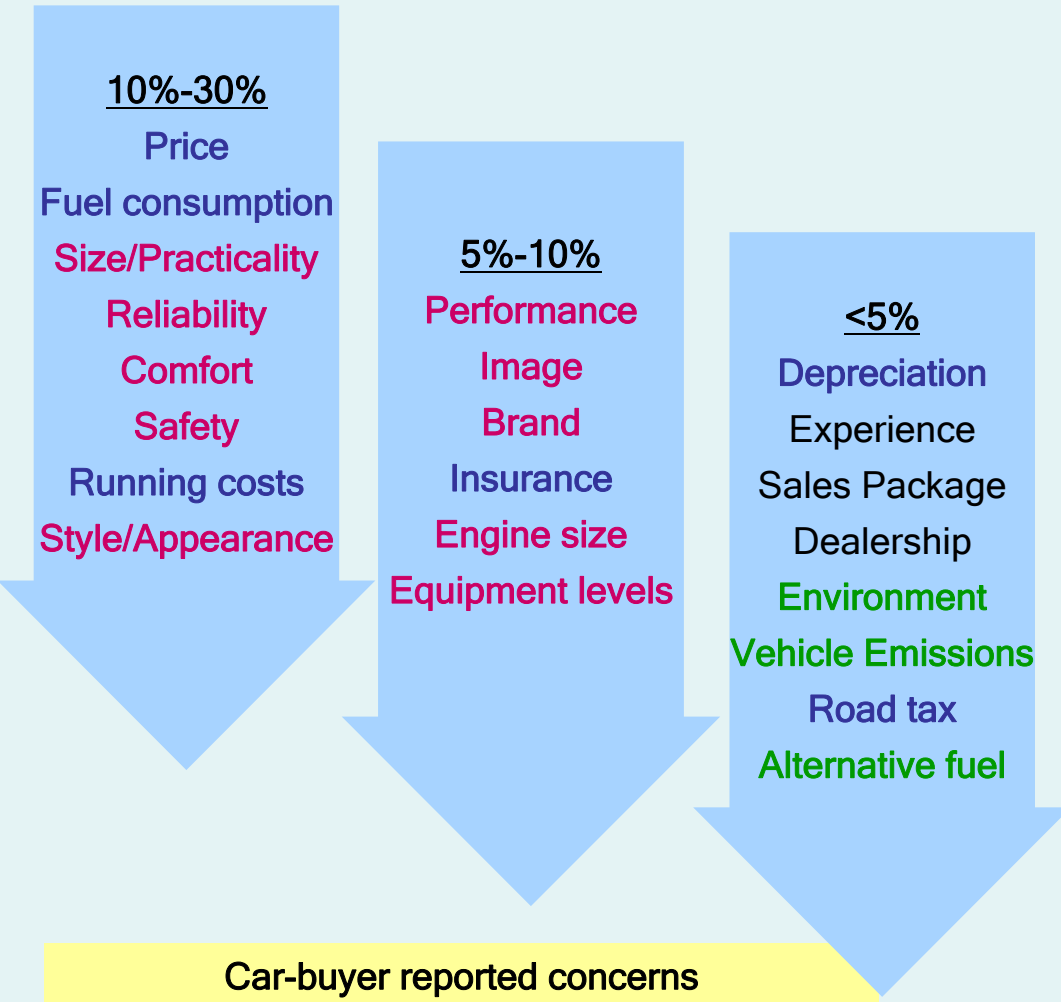 10%-30%
Price
Fuel consumption
Size/Practicality
Reliability
Comfort
Safety
Running costs
Style/Appearance
5%-10%
Performance
Image
Brand
Insurance
Engine size
Equipment levels
<5%
Depreciation
Experience
Sales Package
Dealership
Environment
Vehicle Emissions
Road tax
Alternative fuel
Car-buyer reported concerns